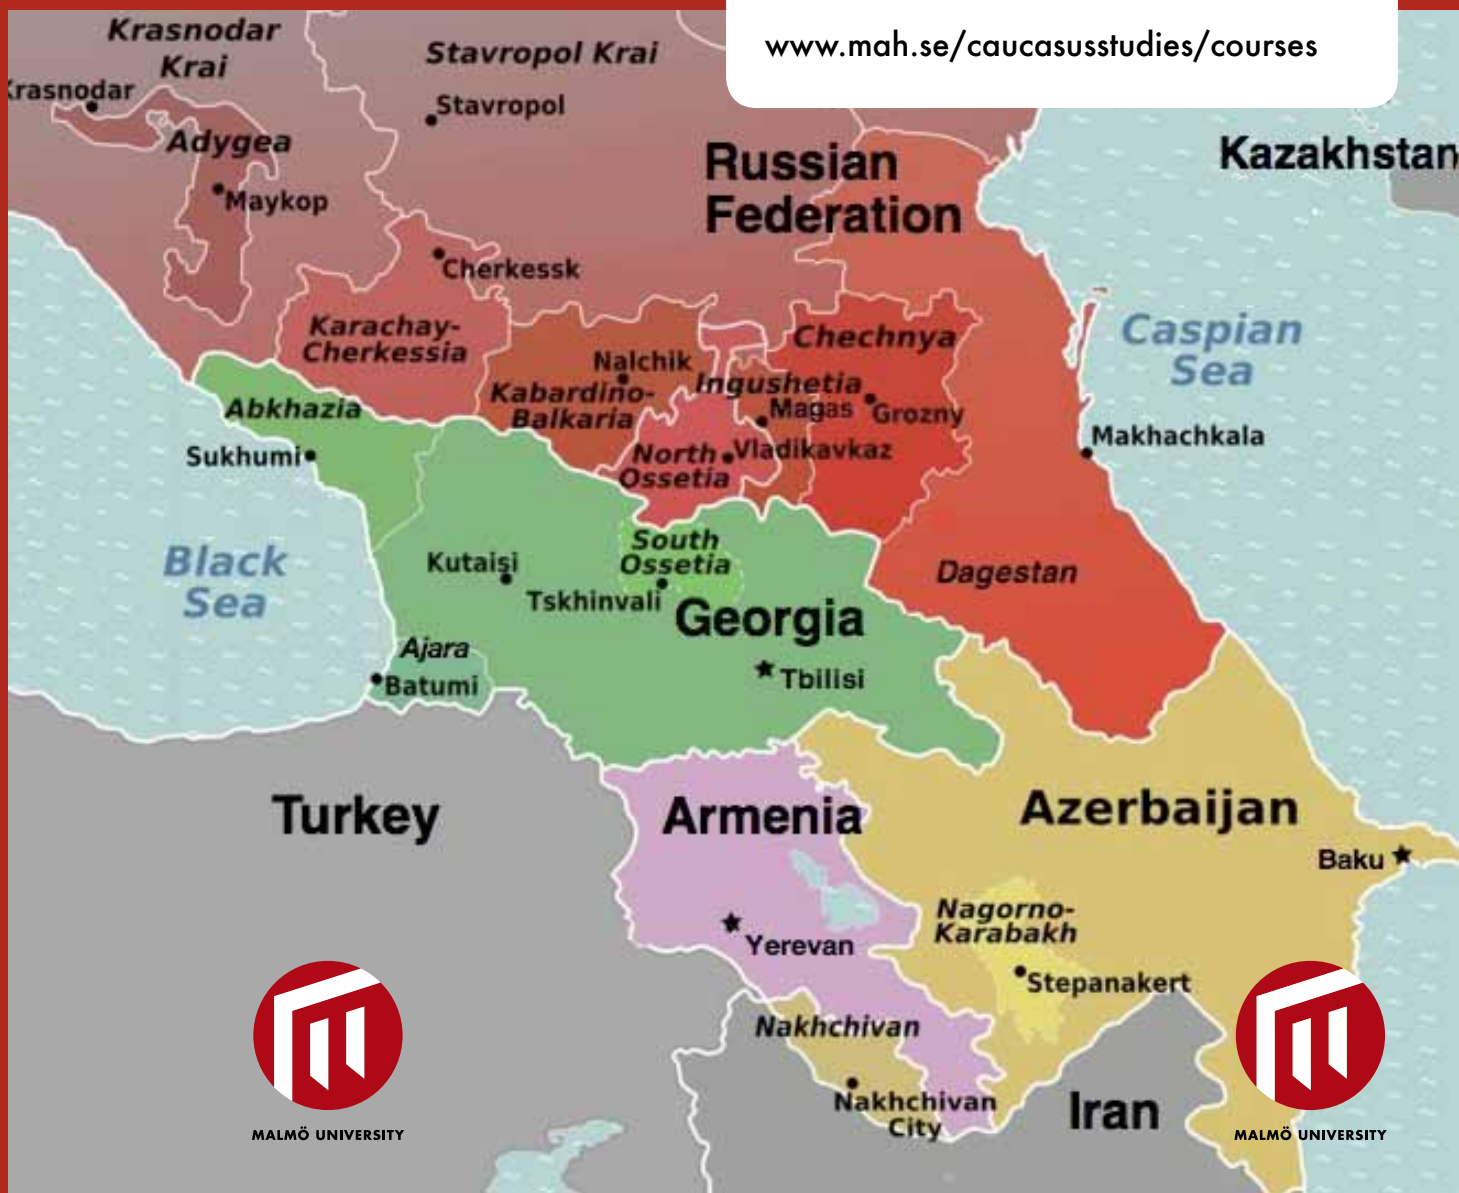 www.mah.se/caucasusstudies/courses
Krasnodar
Krai
Stavropol Krai
Krasnodar
Stavropol
Adygea
Maykop
Russian
Federation
Kazakhstan
Cherkessk
Karachay-
Cherkessia
Chechnya
Caspian
Sea
Nalchik
Kabardino-
Balkaria
Ingushetia
Magas
Grozny
Abkhazia
Sukhumi
North
Ossetia
Vladikavkaz
Makhachkala
Black
Sea
Kutaisi
South
Ossetia
Tskhinvali
Georgia
Dagestan
Ajara
Batumi
Tbilisi
Turkey
Armenia
Azerbaijan
Baku
Nagorno-
Karabakh
Yerevan
Stepanakert
Nakhchivan
Nakhchivan
City
Iran
MALMÖ UNIVERSITY
MALMÖ UNIVERSITY